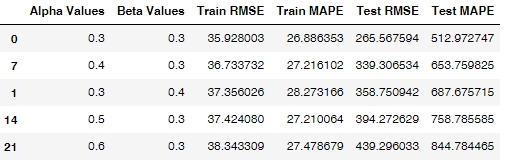 Alpha Values Beta Values Train RMSE Train MAPE Test RMSE Test MAPE
0 0.3 0.3 35.928003 26.886353 265.567594 512.972747
7 0.4 0.3 36.733732 27.216102 339.306534 653.759825
1 0.3 0.4 37.356026 28.273166 358.750942 687.675715
14 0.5 0.3 37.424080 27.210064 394.272629 758.785585
21 0.6 0.3 38.343309 27.478679 439.296033 844.784465